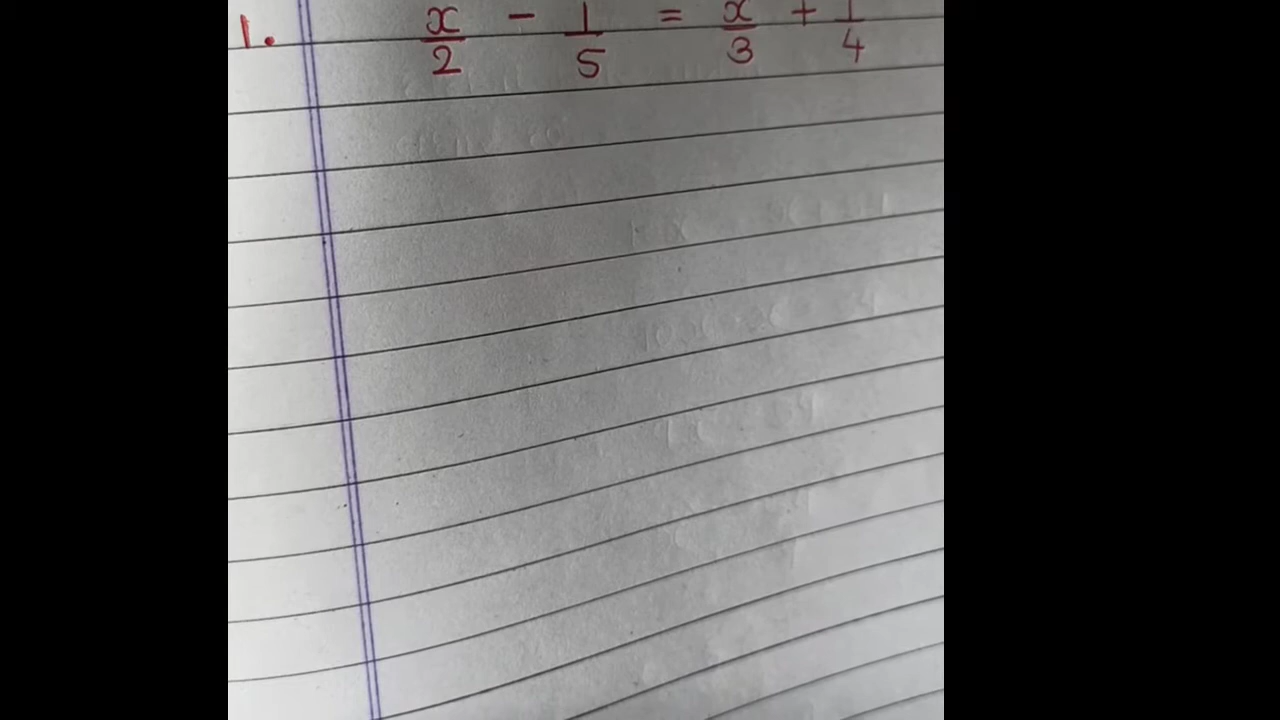 1. x/2 - 1/5 = x/3 + 1/4